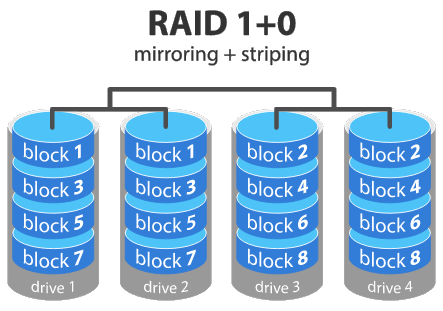 RAID 1+0
mirroring + striping
block 1 block 1 block 2 block 2
block 3 block 3 block 4 block 4
block 5 block 5 block 6 block 6
block 7 block 7 block 8 block 8
drive 1 drive 2 drive 3 drive 4